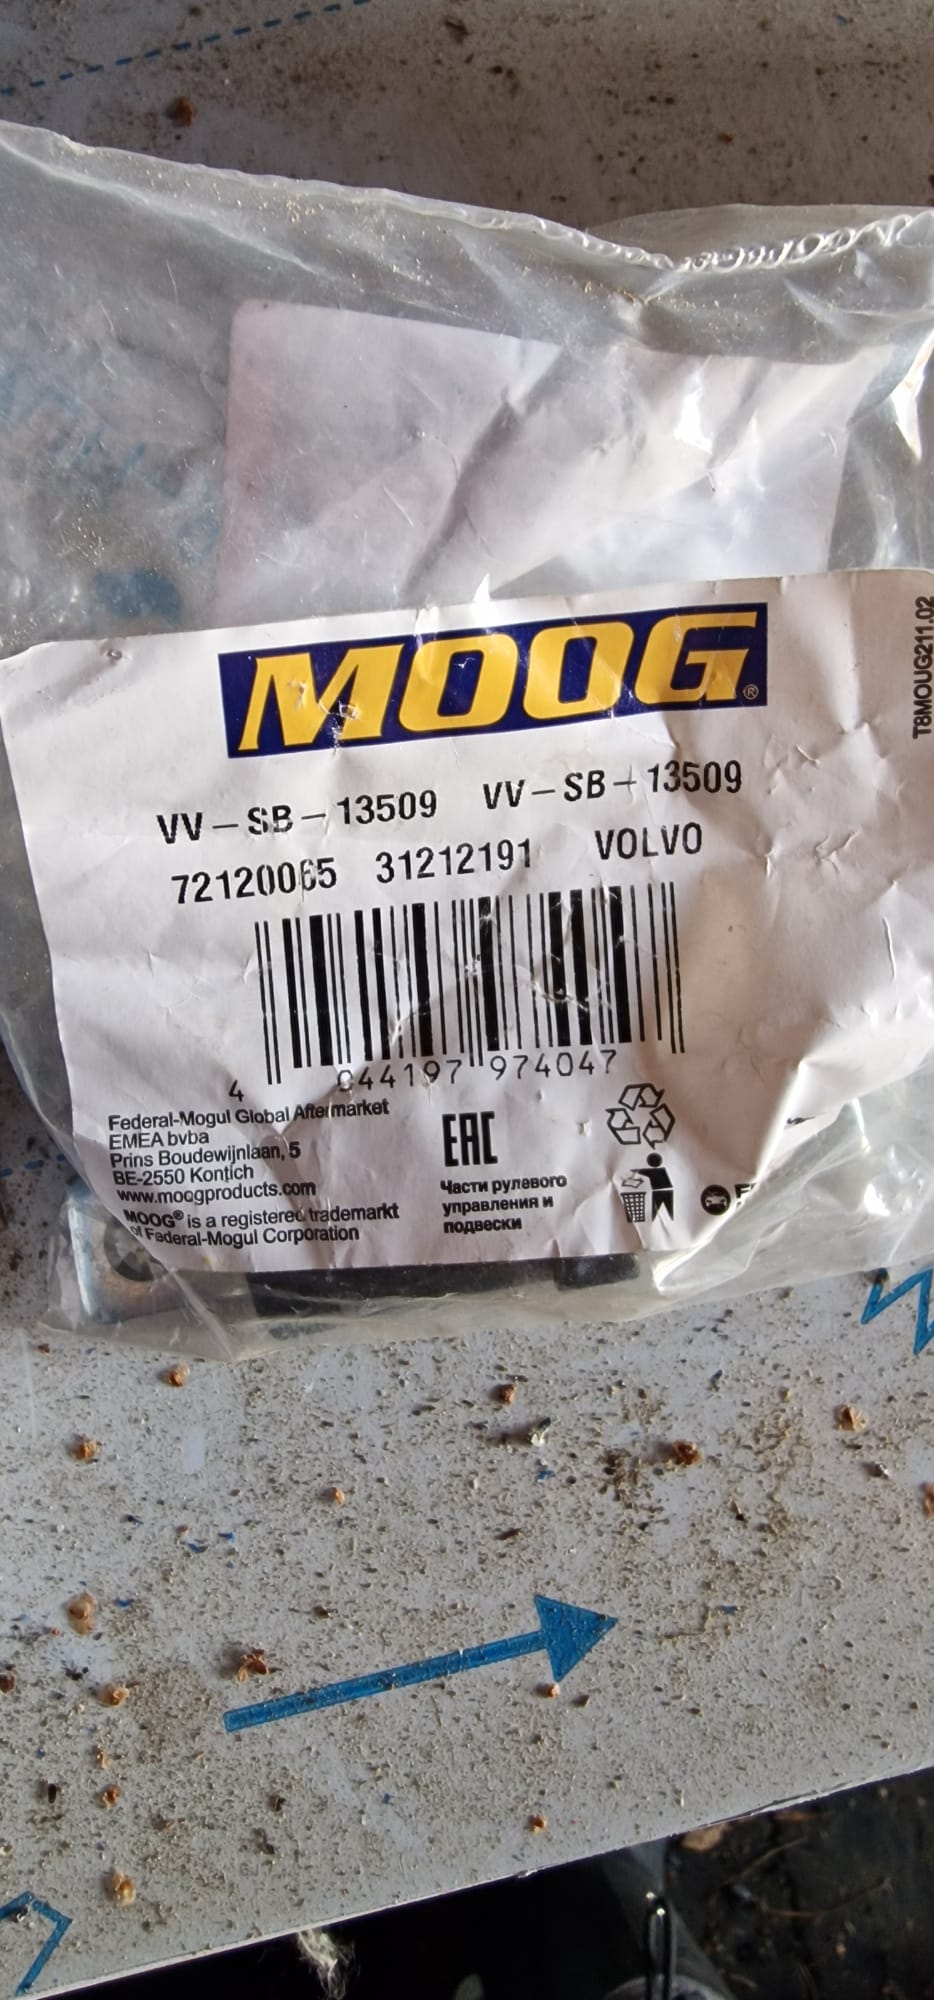 MOOG®
VV-SB-13509 VV-SB-13509
72120065 31212191 VOLVO
4 044197 974047
Federal-Mogul Global Aftermarket
EMEA bvba
Prins Boudewijnlaan, 5
BE-2550 Kontich
www.moogproducts.com
MOOG® is a registered trademarkt
of Federal-Mogul Corporation
EAC
Части рулевого
управления и
подвески
T8MOUG211.02